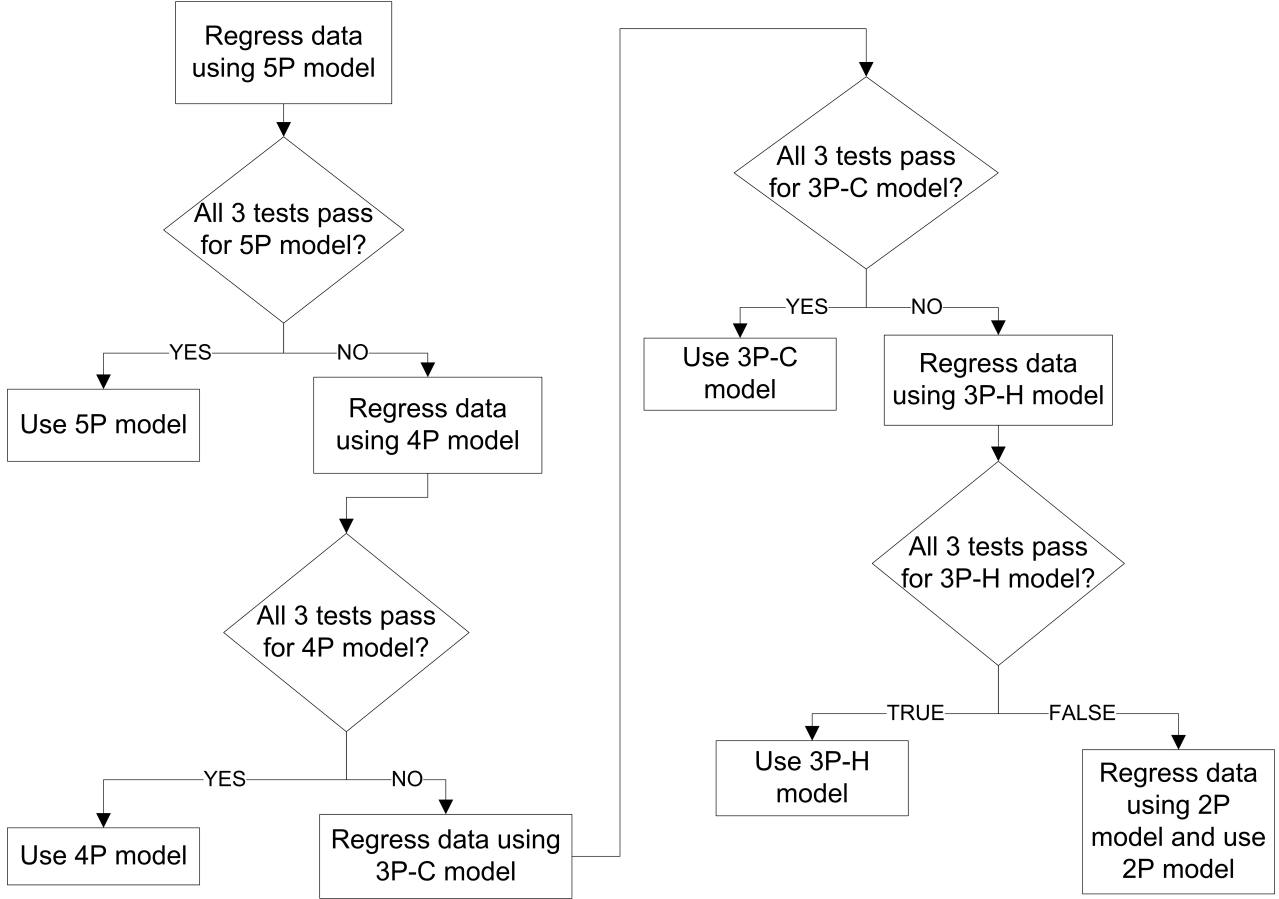 Regress data
using 5P model
All 3 tests pass
for 5P model?
YES
NO
Use 5P model
Regress data
using 4P model
All 3 tests pass
for 4P model?
YES
NO
Use 4P model
Regress data using
3P-C model
All 3 tests pass
for 3P-C model?
YES
NO
Use 3P-C
model
Regress data
using 3P-H model
All 3 tests pass
for 3P-H model?
TRUE
FALSE
Use 3P-H
model
Regress data
using 2P
model and use
2P model